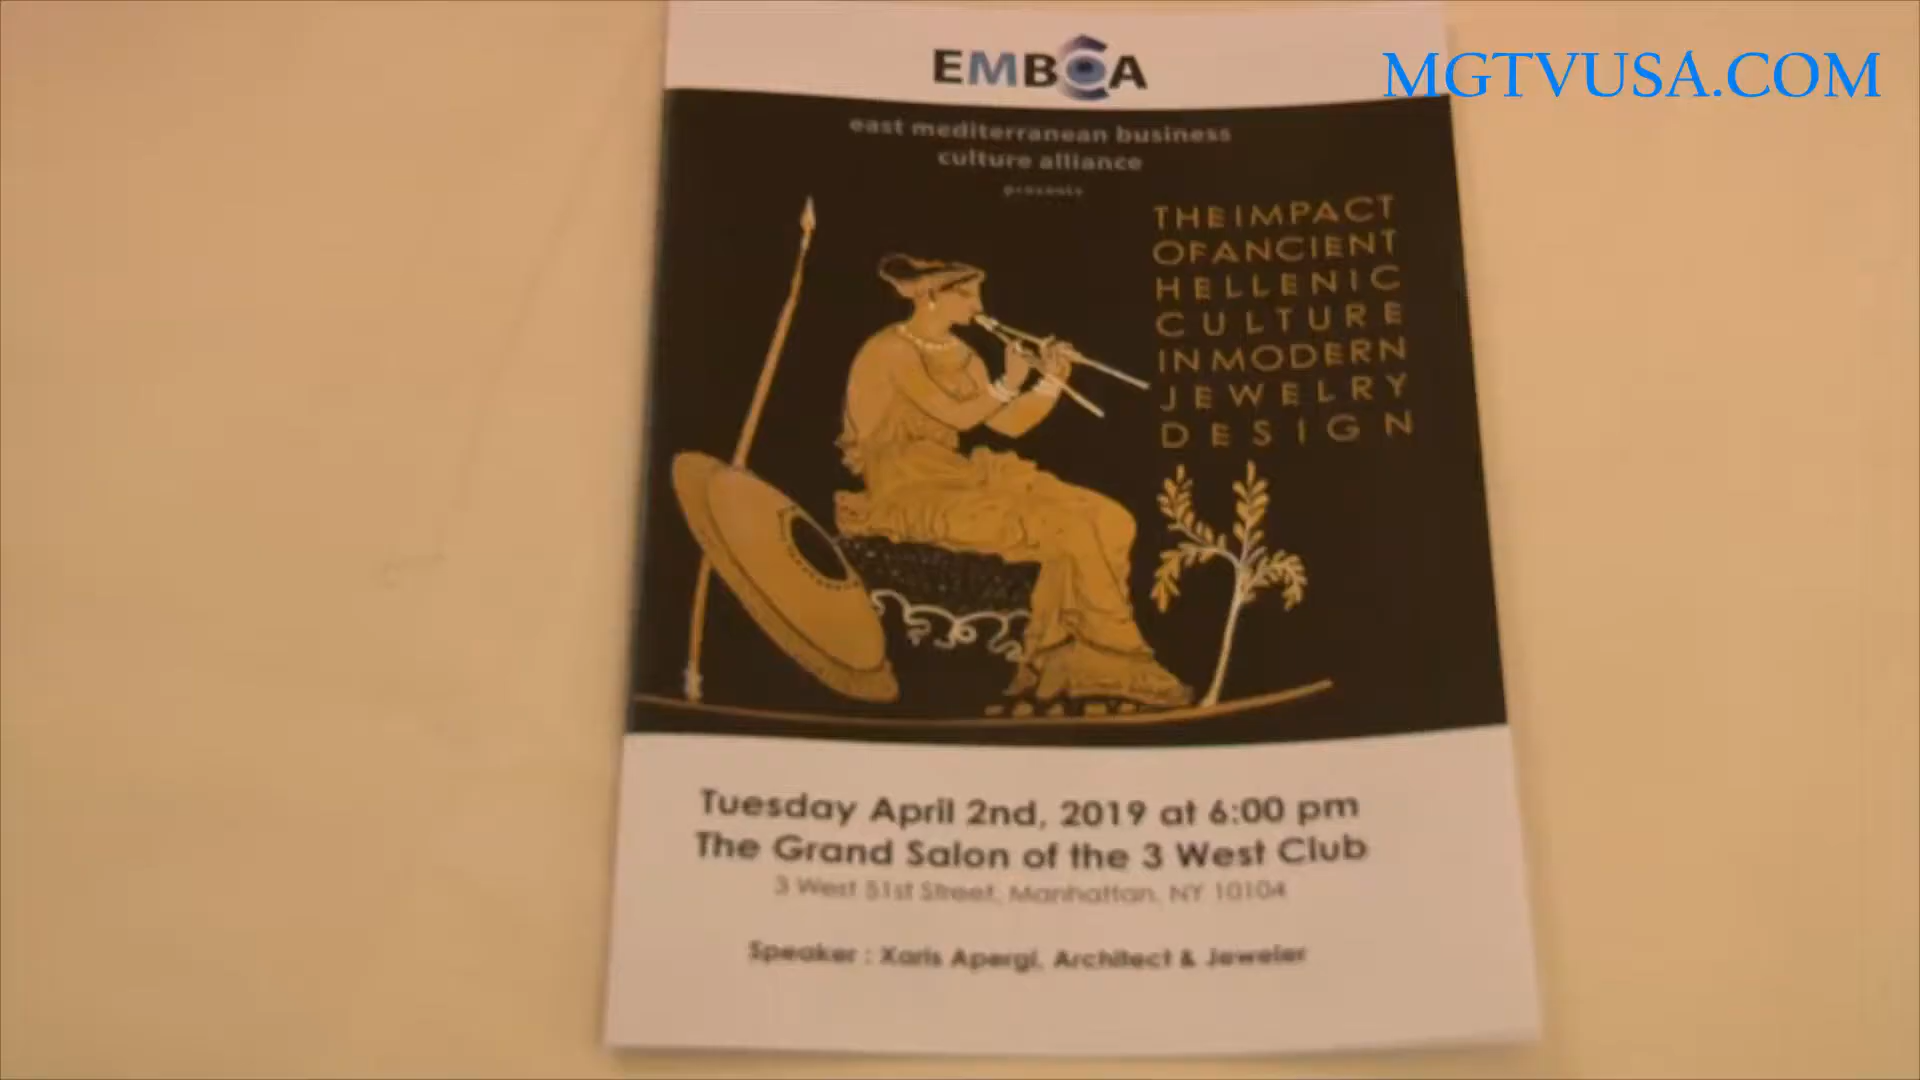 EMBCA
MGTVUSA.COM
east mediterranean business
culture alliance
presents
THE IMPACT
OF ANCIENT
HELLENIC
CULTURE
IN MODERN
JEWELRY
DESIGN
Tuesday April 2nd, 2019 at 6:00 pm
The Grand Salon of the 3 West Club
3 West 51st Street, Manhattan, NY 10104
Speaker : Xaris Apergi, Architect & Jeweler